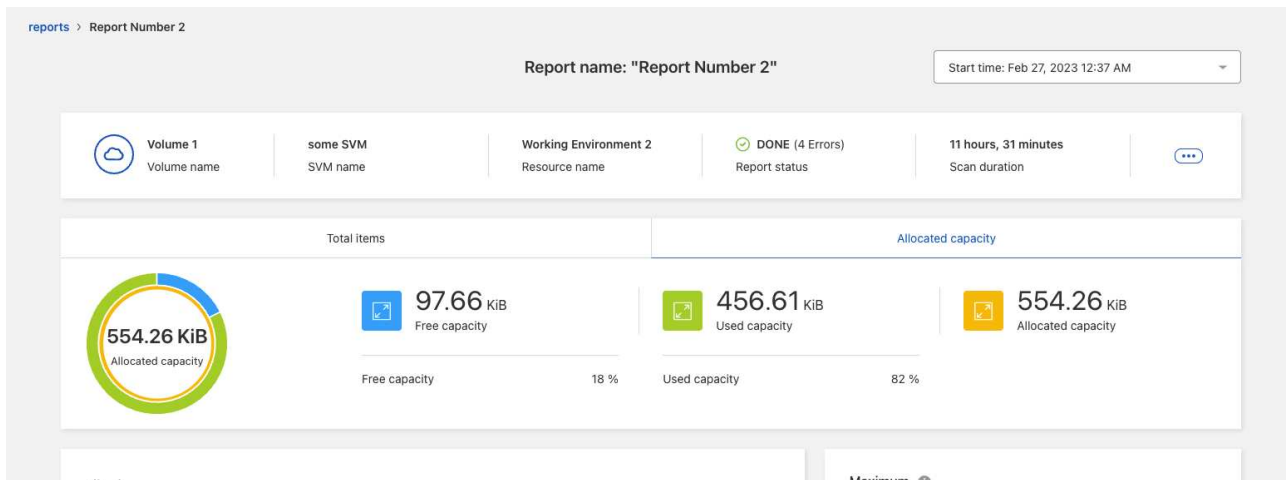 reports > Report Number 2
Report name: "Report Number 2"
Start time: Feb 27, 2023 12:37 AM
Volume 1
Volume name
some SVM
SVM name
Working Environment 2
Resource name
DONE (4 Errors)
Report status
11 hours, 31 minutes
Scan duration
Total items
Allocated capacity
554.26 KiB
Allocated capacity
97.66 KiB
Free capacity
Free capacity 18 %
456.61 KiB
Used capacity
Used capacity 82 %
554.26 KiB
Allocated capacity
Maximum